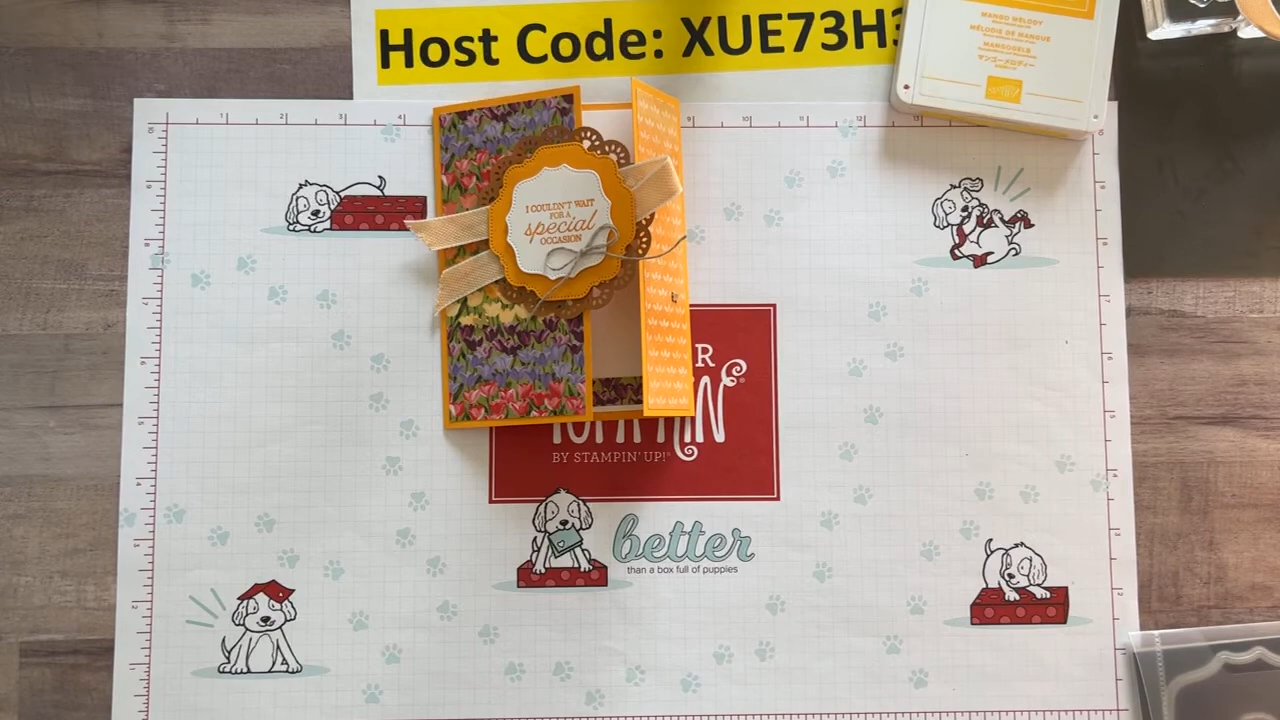 Host Code: XUE73H
MANGO MELODY
MÉLODIE DE MANGUE
MANGOGELB
マンゴーメロディー
I COULDN'T WAIT
FOR A
special
OCCASION
BY STAMPIN' UP!®
better
than a box full of puppies